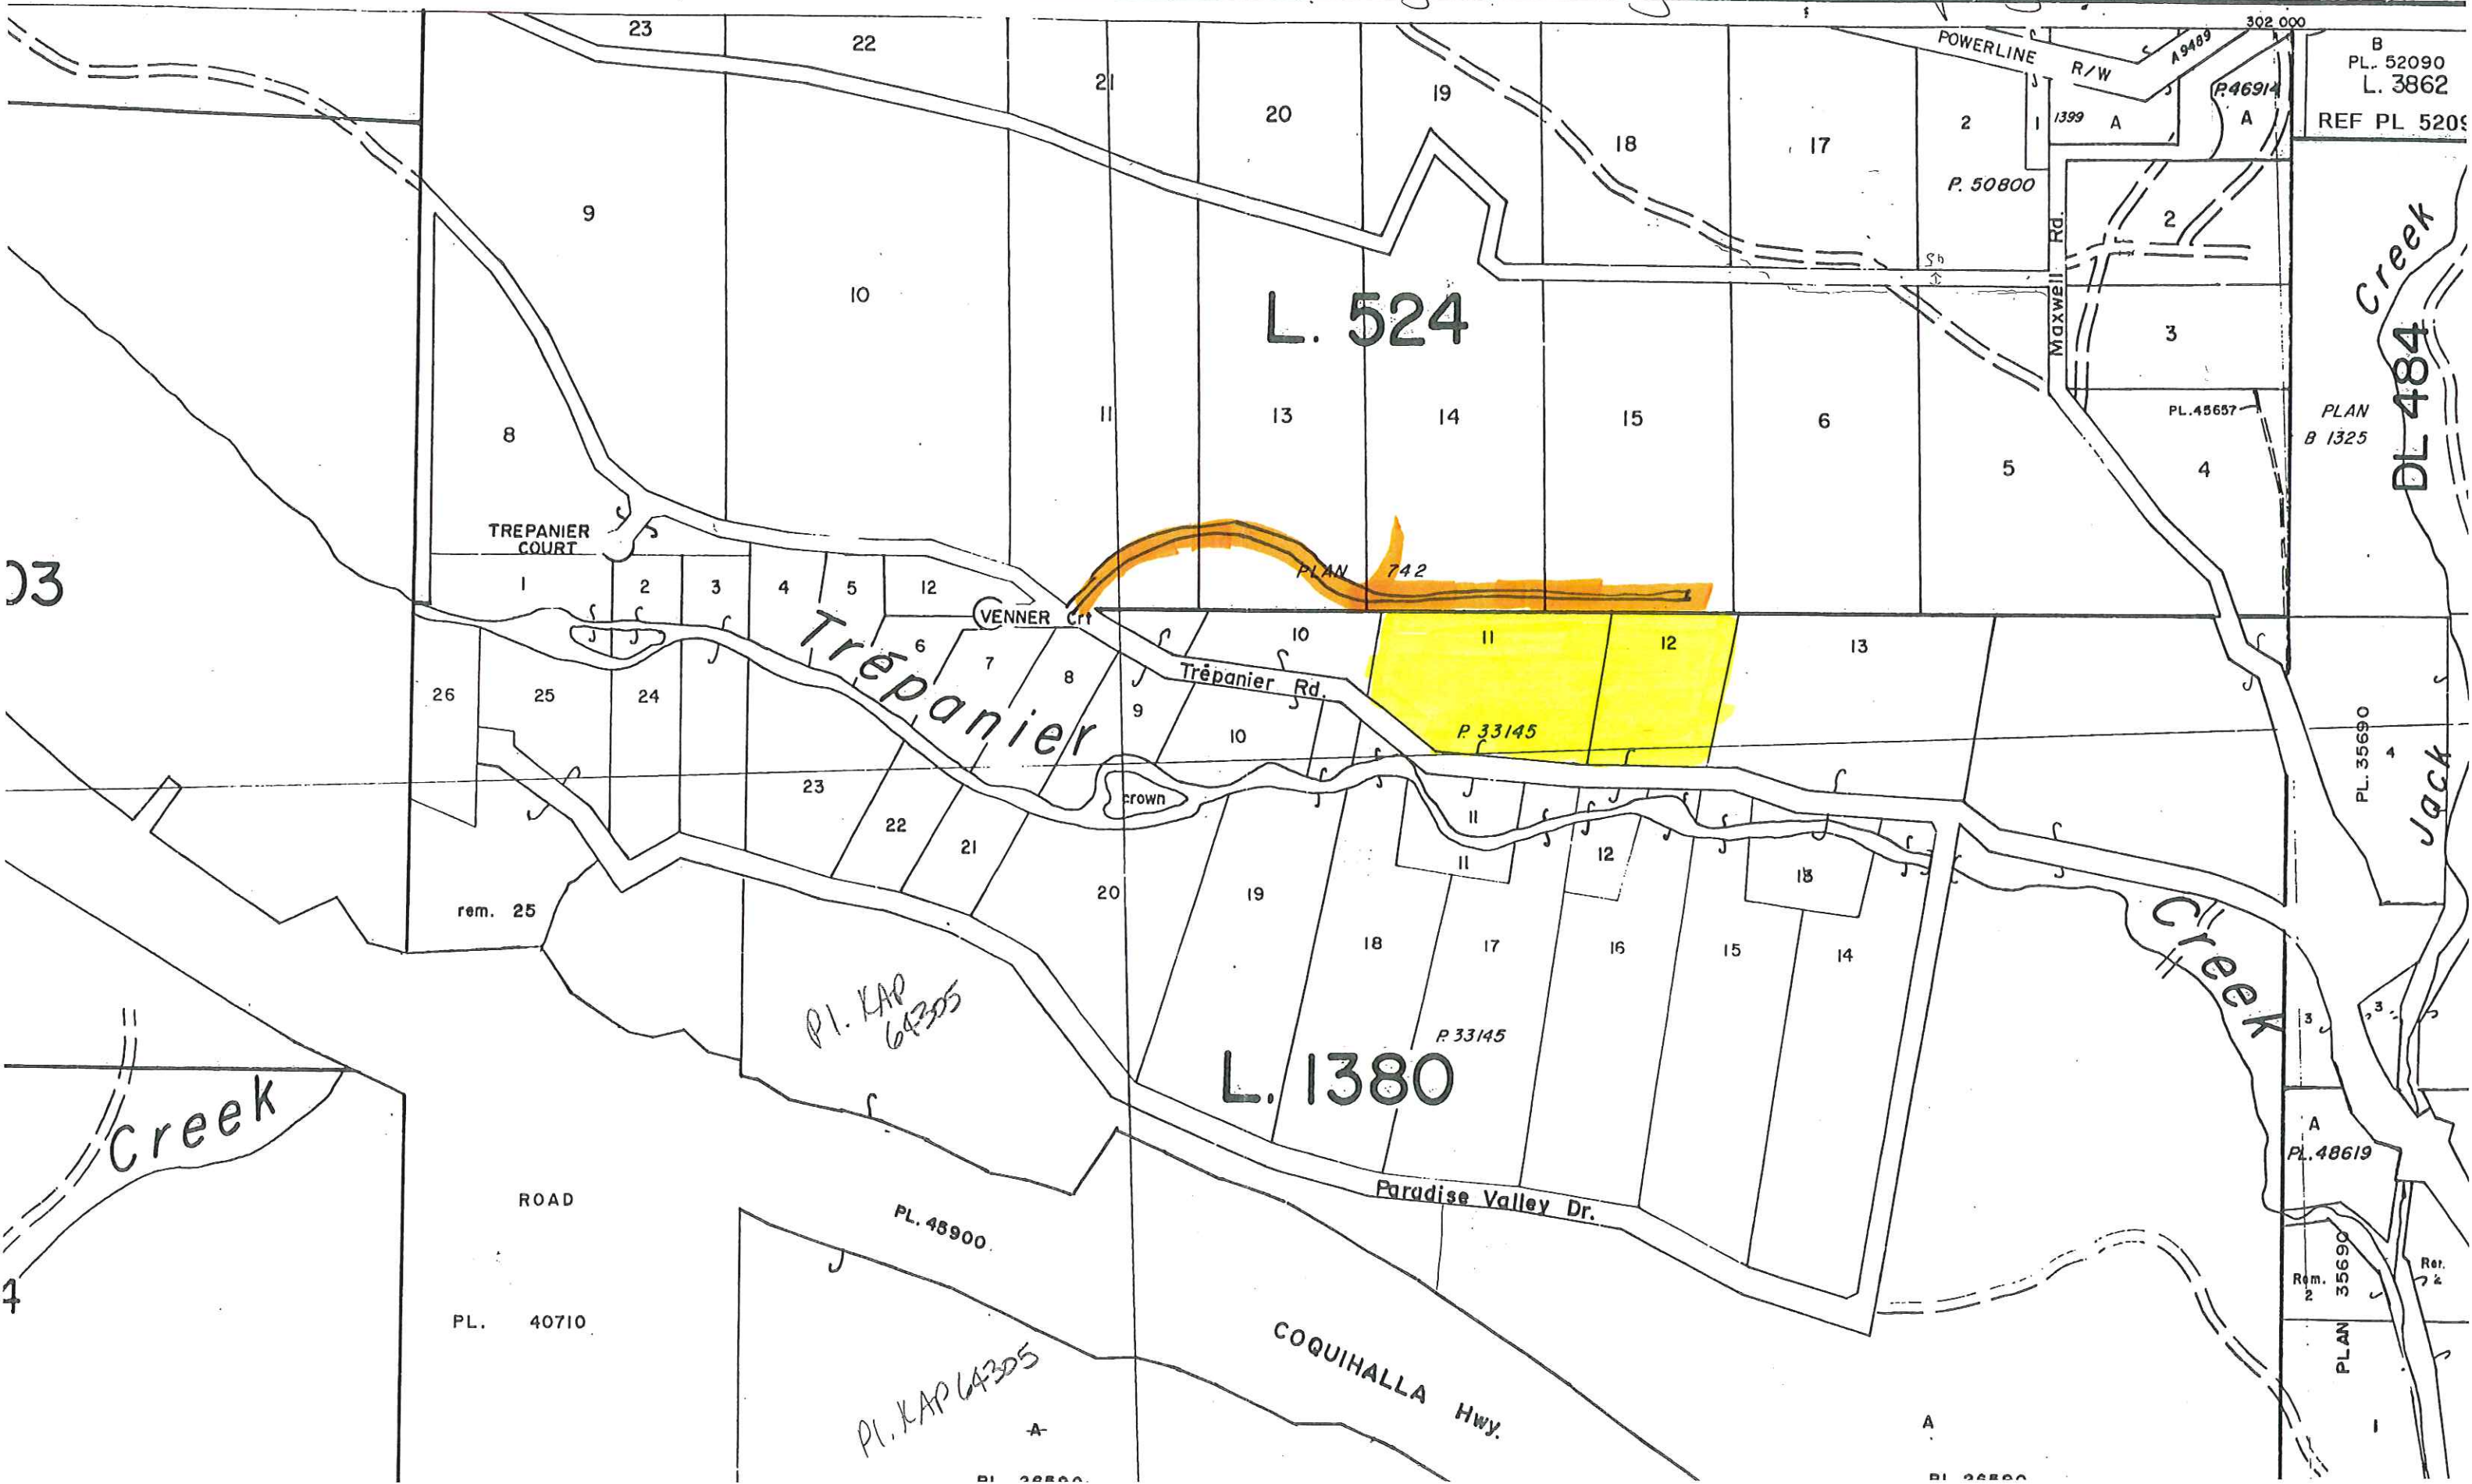 302 000
23
22
21
20
19
18
17
2
1
1399
A
POWERLINE
R/W
A9489
P.46914
A
B
PL. 52090
L. 3862
REF PL 5209
9
P. 50800
Maxwell Rd.
2
Creek
10
L. 524
54
3
DL 484
8
11
13
14
15
6
5
PL.45657
4
PLAN
B 1325
TREPANIER
COURT
03
1
2
3
4
5
12
PLAN 742
VENNER Crt
6
7
8
9
10
11
12
13
Trepanier
Trepanier Rd.
26
25
24
10
P. 33145
PL. 35690
4
Jack
23
22
21
crown
11
11
12
13
rem. 25
20
19
18
17
16
15
14
Creek
Pl. KAP
64305
P. 33145
3
3
L. 1380
Creek
A
PL.48619
ROAD
PL. 45900
Paradise Valley Dr.
PL. 40710
Rem.
2
PLAN 35690
COQUIHALLA Hwy.
Pl. KAP64305
A
A
1